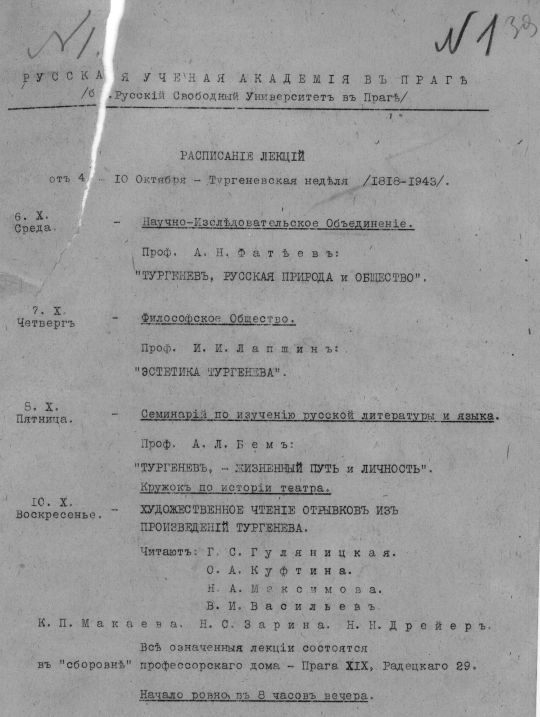 N1.
N 1 39
РУССКАЯ УЧЕНАЯ АКАДЕМІЯ ВЪ ПРАГѢ
/б.Русскій Свободный Университетъ въ Прагѣ/
РАСПИСАНІЕ ЛЕКЦІЙ
отъ 4 - 10 Октября - Тургеневская недѣля /1818-1943/.
6. X. Среда. - Научно-Изслѣдовательское Объединеніе.
Проф. А. Н. Фатѣевъ:
"ТУРГЕНЕВЪ, РУССКАЯ ПРИРОДА и ОБЩЕСТВО".
7. X. Четвергъ - Философское Общество.
Проф. И. И. Лапшинъ:
"ЭСТЕТИКА ТУРГЕНЕВА".
8. X. Пятница. - Семинарій по изученію русской литературы и языка.
Проф. А. Л. Бемъ:
"ТУРГЕНЕВЪ, - ЖИЗНЕННЫЙ ПУТЬ и ЛИЧНОСТЬ".
Кружокъ по исторіи театра.
10. X. Воскресенье. - ХУДОЖЕСТВЕННОЕ ЧТЕНІЕ ОТРЫВКОВЪ ИЗЪ
ПРОИЗВЕДЕНІЙ ТУРГЕНЕВА.
Читаютъ: Г. С. Гуляницкая.
О. А. Куфтина.
Н. А. Максимова.
В. И. Васильевъ
К. П. Макаева. Н. С. Зарина. Н. Н. Дрейеръ.
Всѣ означенныя лекціи состоятся
въ "сборовнѣ" профессорскаго дома - Прага XIX, Радецкаго 29.
Начало ровно въ 8 часовъ вечера.